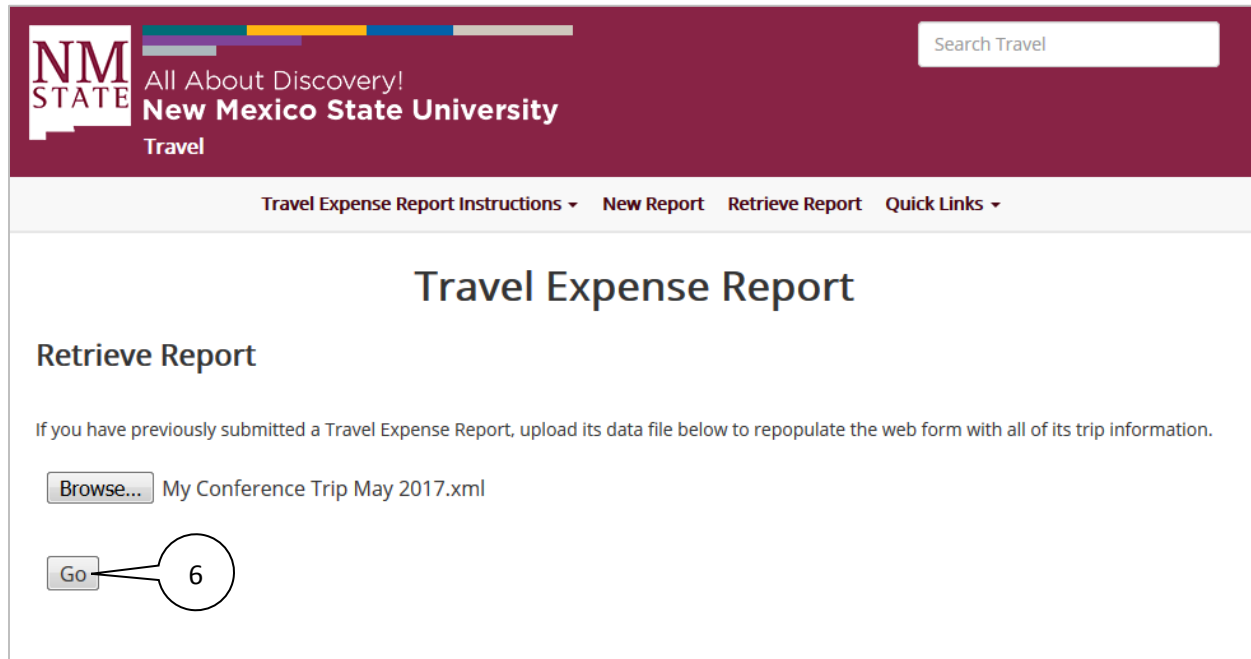 NM
STATE
All About Discovery!
New Mexico State University
Travel
Search Travel
Travel Expense Report Instructions New Report Retrieve Report Quick Links
Travel Expense Report
Retrieve Report
If you have previously submitted a Travel Expense Report, upload its data file below to repopulate the web form with all of its trip information.
Browse... My Conference Trip May 2017.xml
Go 6